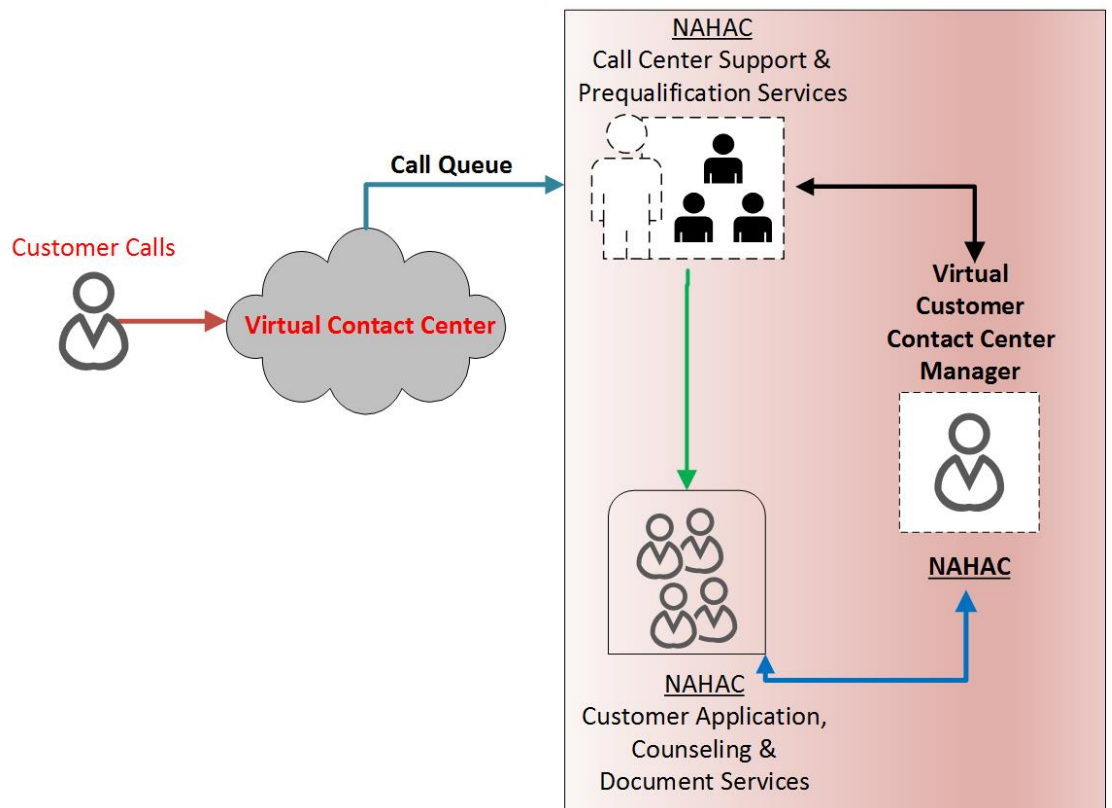 NAHAC
Call Center Support &
Prequalification Services
Call Queue
Customer Calls
Virtual Contact Center
Virtual
Customer
Contact Center
Manager
NAHAC
NAHAC
Customer Application,
Counseling &
Document Services